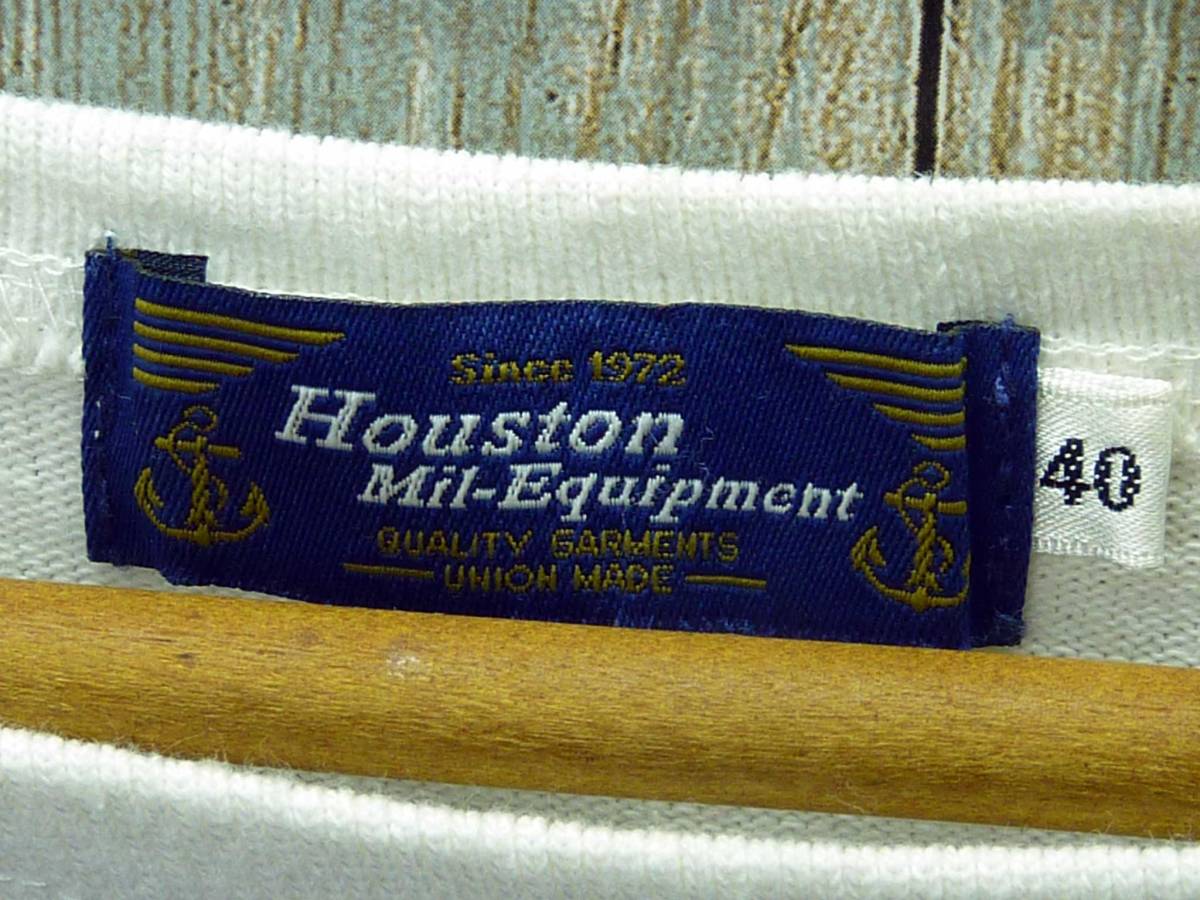 Since 1972
Houston
Mil-Equipment
QUALITY GARMENTS
UNION MADE
40